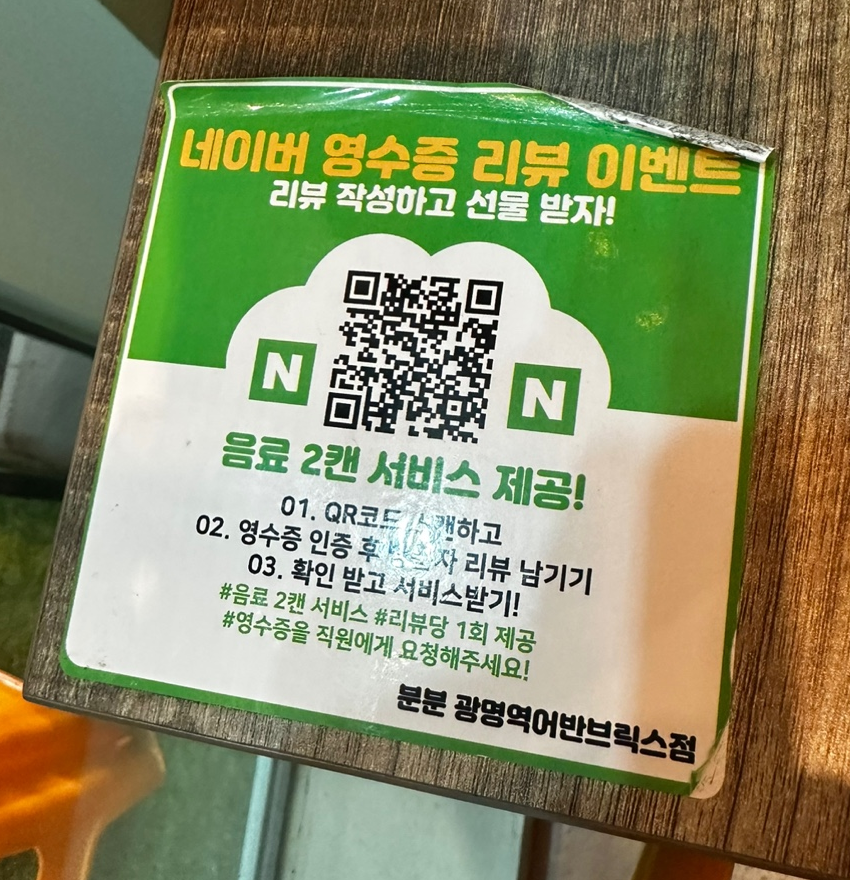 네이버 영수증 리뷰 이벤트
리뷰 작성하고 선물 받자!
N
N
음료 2캔 서비스 제공!
01. QR코드 스캔하고
02. 영수증 인증 후 리뷰 남기기
03. 확인 받고 서비스받기!
#음료 2캔 서비스 #리뷰당 1회 제공
#영수증을 직원에게 요청해주세요!
분분 광명역어반브릭스점